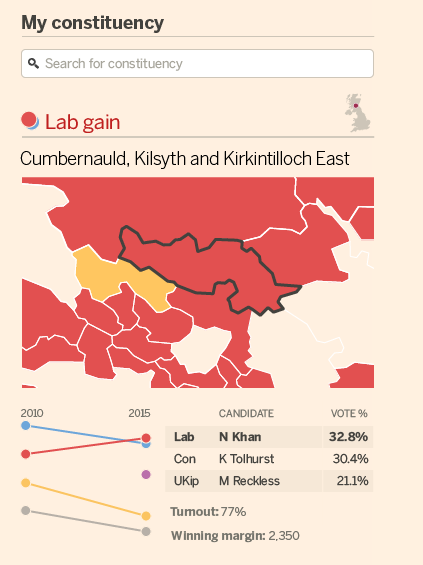 My constituency
Search for constituency
Lab gain
Cumbernauld, Kilsyth and Kirkintilloch East
2010 2015 CANDIDATE VOTE %
Lab N Khan 32.8%
Con K Tolhurst 30.4%
UKip M Reckless 21.1%
Turnout: 77%
Winning margin: 2,350